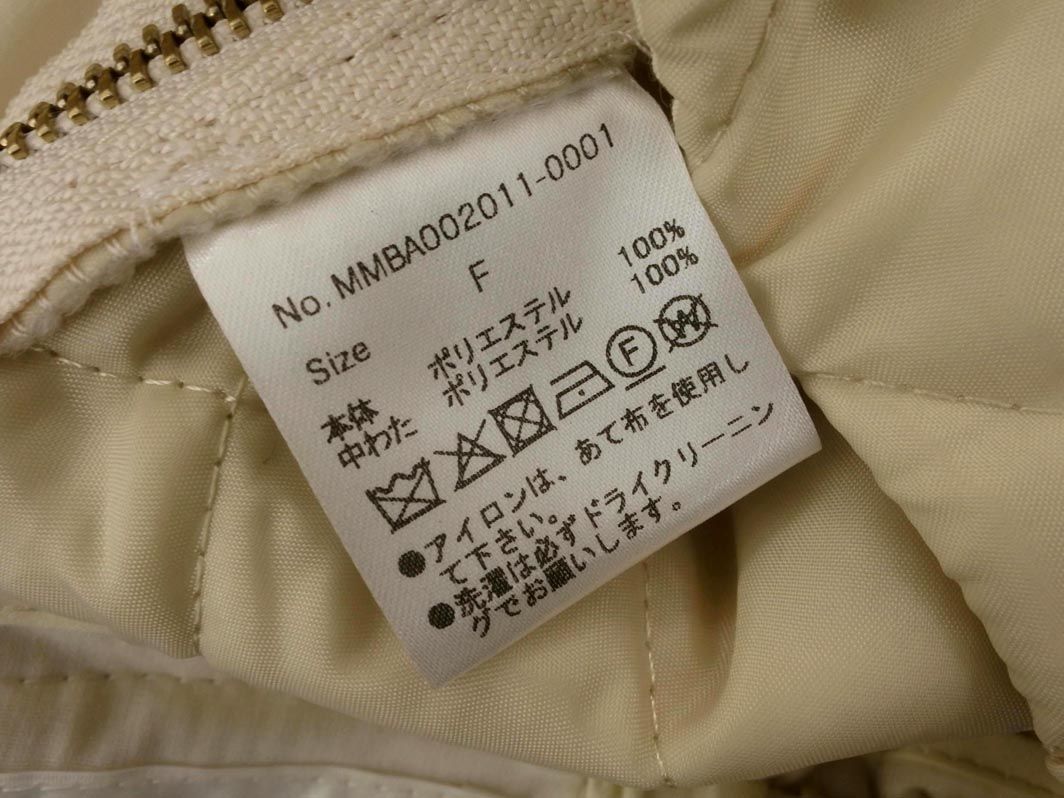 No.MMBA002011-0001
Size F
本体 ポリエステル 100%
中わた ポリエステル 100%
F W
●アイロンは、あて布を使用し
て下さい。
●洗濯は必ずドライクリーニン
グでお願いします。